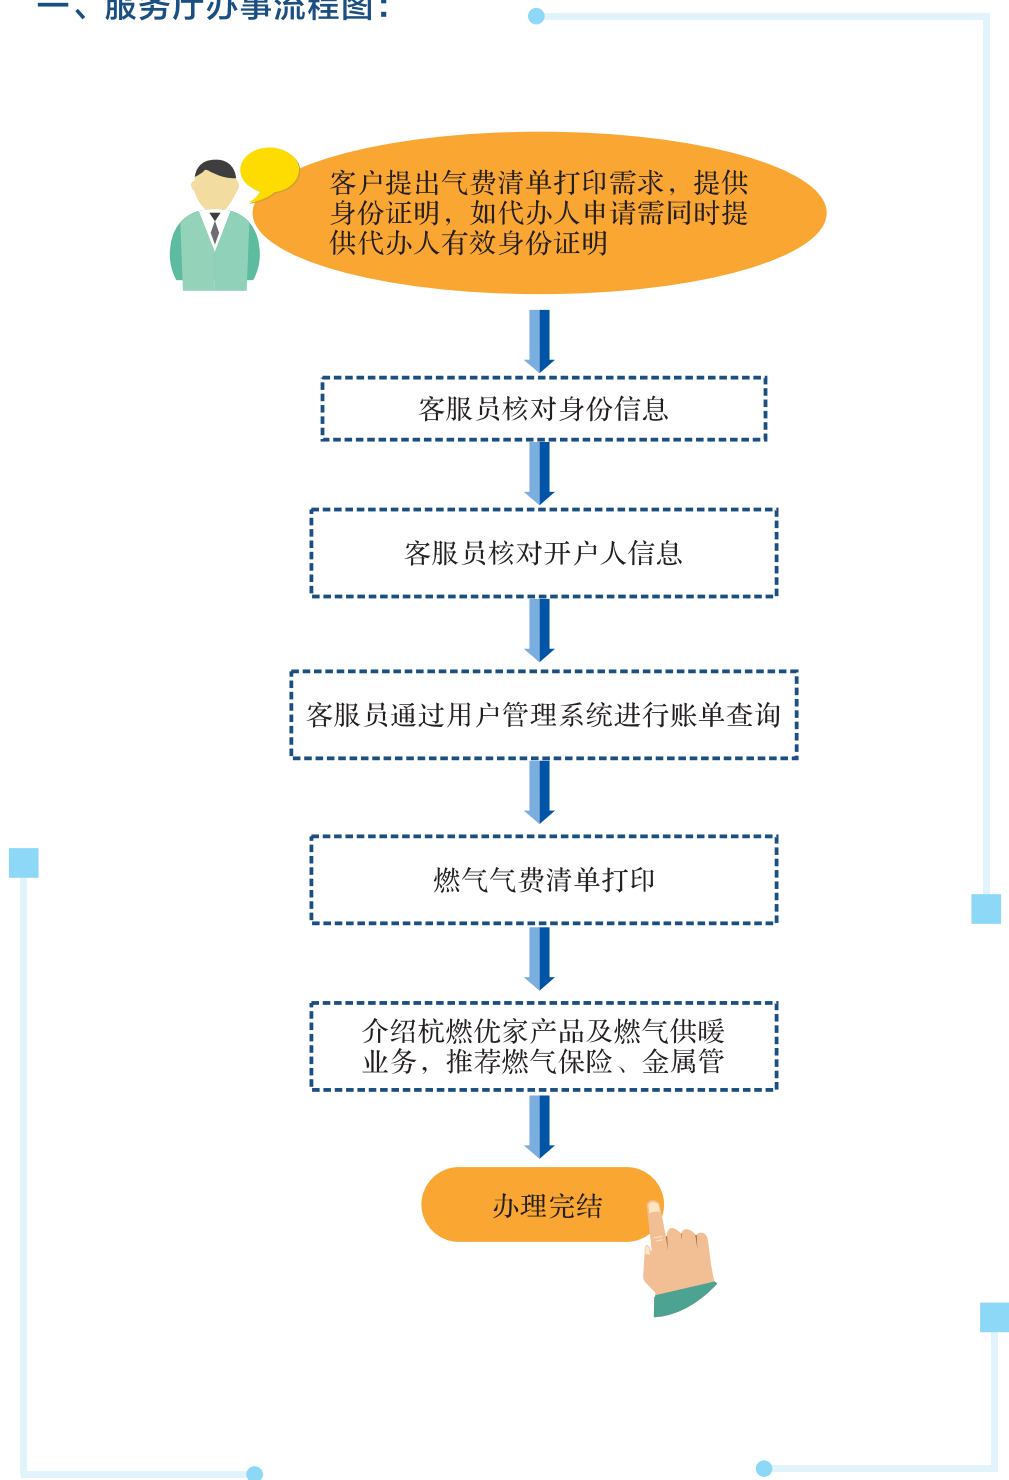 一、服务厅办事流程图：
客户提出气费清单打印需求，提供
身份证明，如代办人申请需同时提
供代办人有效身份证明
客服员核对身份信息
客服员核对开户人信息
客服员通过用户管理系统进行账单查询
燃气气费清单打印
介绍杭燃优家产品及燃气供暖
业务，推荐燃气保险、金属管
办理完结